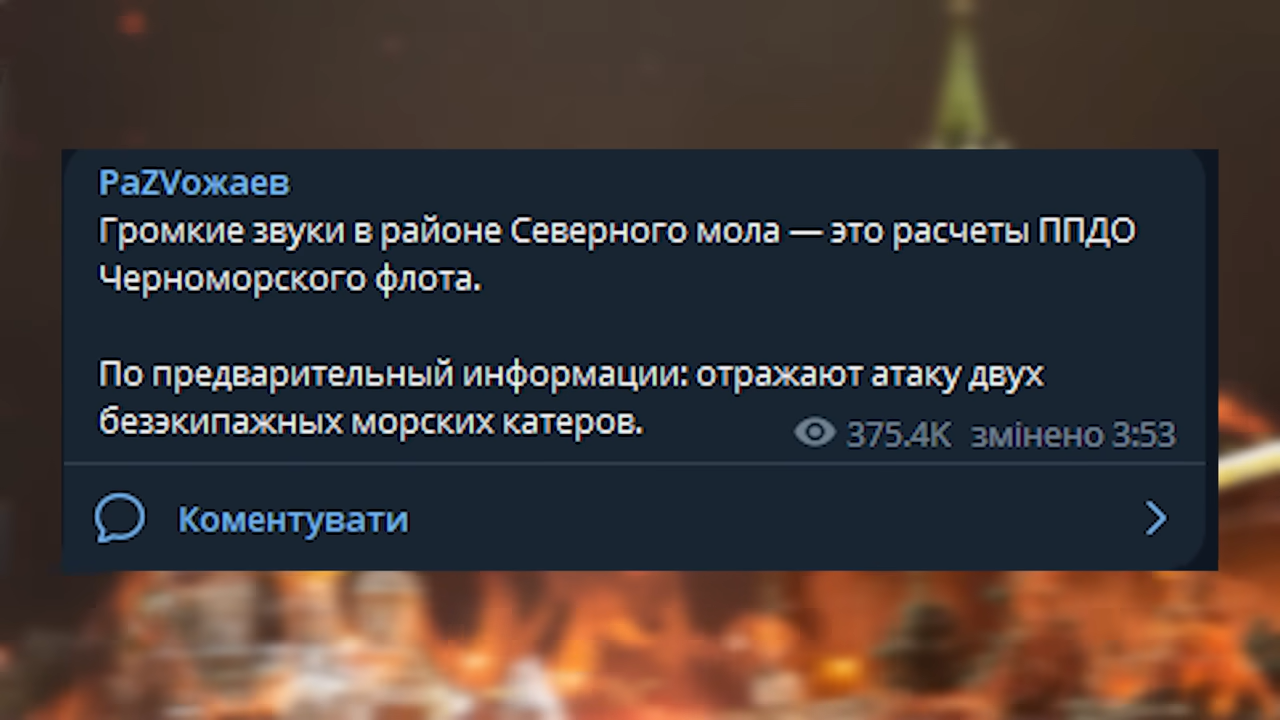 РаZVожаев
Громкие звуки в районе Северного мола — это расчеты ППДО
Черноморского флота.
По предварительный информации: отражают атаку двух
безэкипажных морских катеров.
375.4K змінено 3:53
Коментувати